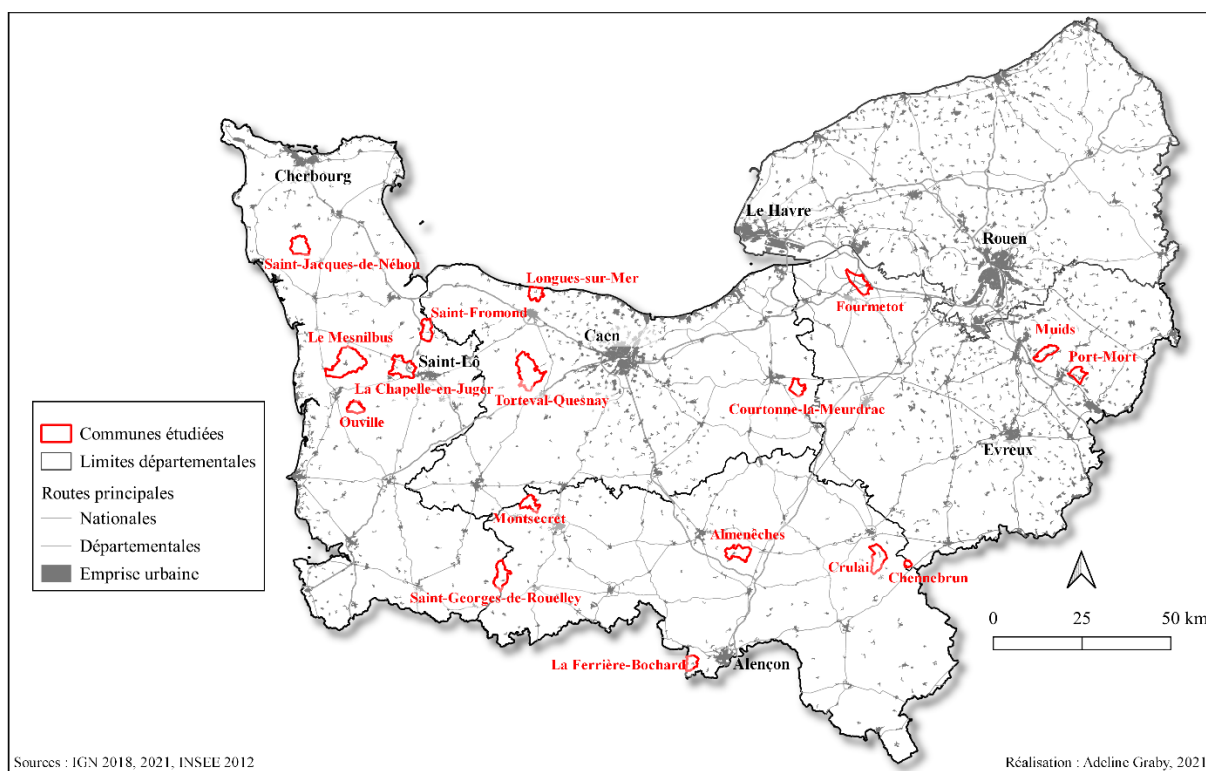 Cherbourg
Le Havre
Rouen
Saint-Jacques-de-Néhou
Longues-sur-Mer
Fourmetot
Saint-Fromond
Le Mesnilbus
Caen
Muids
Saint-Lô
Port-Mort
La Chapelle-en-Juger
Torteval-Quesnay
Courtonne-la-Meurdrac
Ouville
Evreux
Montsecret
Almenêches
Crulai
Chennebrun
Saint-Georges-de-Rouelley
La Ferrière-Bochard
Alençon
Communes étudiées
Limites départementales
Routes principales
Nationales
Départementales
Emprise urbaine
0 25 50 km
Sources : IGN 2018, 2021, INSEE 2012
Réalisation : Adeline Graby, 2021